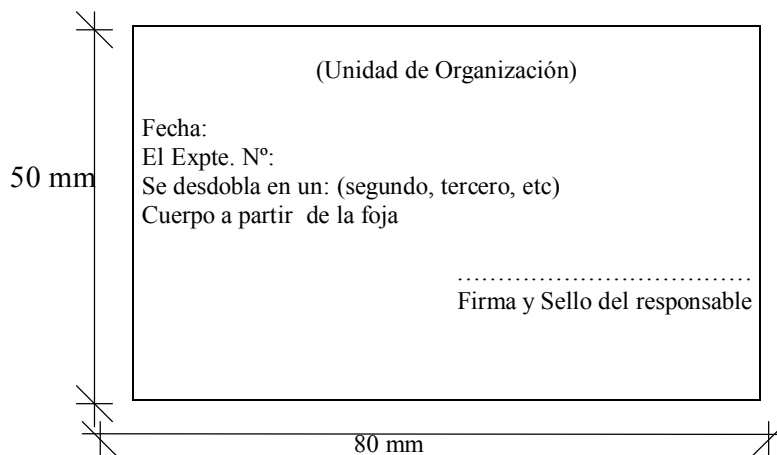 (Unidad de Organización)
Fecha:
El Expte. Nº:
50 mm
Se desdobla en un: (segundo, tercero, etc)
Cuerpo a partir de la foja
....................................
Firma y Sello del responsable
80 mm